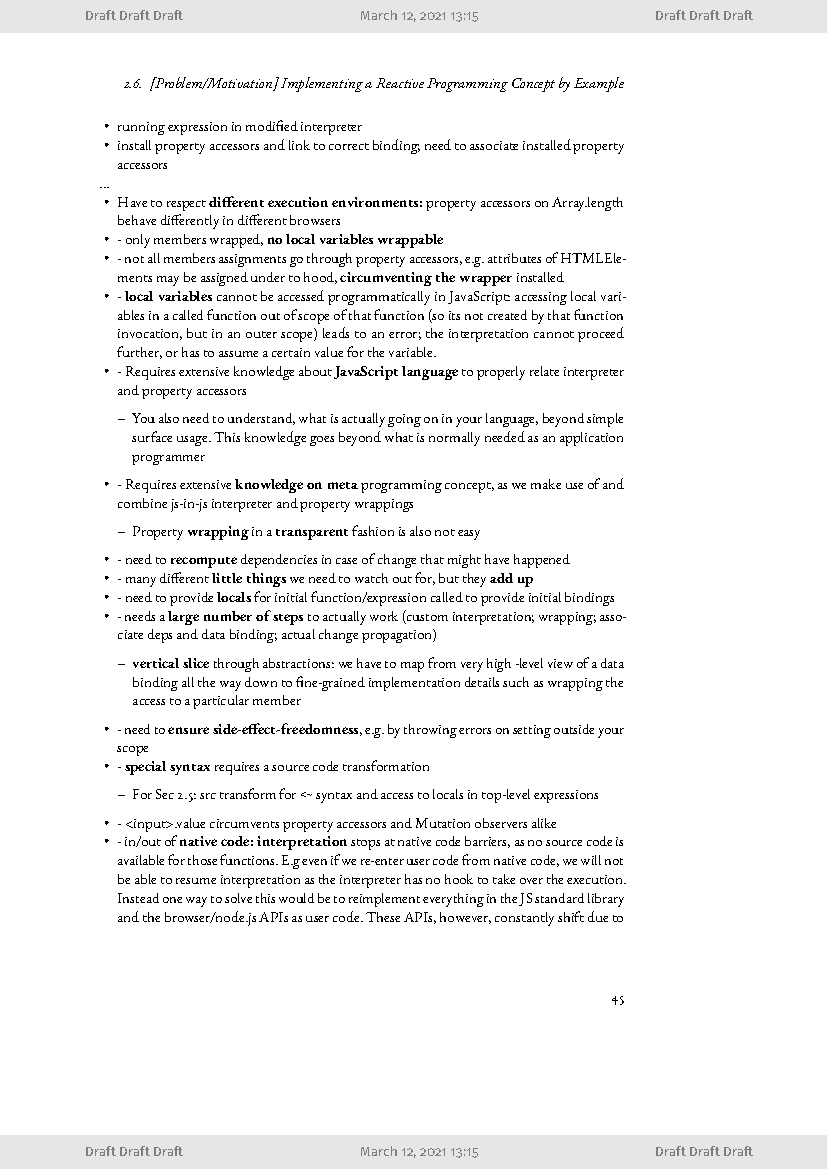 Draft Draft Draft March 12, 2021 13:15 Draft Draft Draft
2.6. [Problem/Motivation] Implementing a Reactive Programming Concept by Example
• running expression in modified interpreter
• install property accessors and link to correct binding; need to associate installed property
accessors
...
• Have to respect different execution environments: property accessors on Array.length
behave differently in different browsers
• - only members wrapped, no local variables wrappable
• - not all members assignments go through property accessors, e.g. attributes of HTMLEle-
ments may be assigned under to hood, circumventing the wrapper installed
• - local variables cannot be accessed programmatically in JavaScript: accessing local vari-
ables in a called function out of scope of that function (so its not created by that function
invocation, but in an outer scope) leads to an error; the interpretation cannot proceed
further, or has to assume a certain value for the variable.
• - Requires extensive knowledge about JavaScript language to properly relate interpreter
and property accessors
– You also need to understand, what is actually going on in your language, beyond simple
surface usage. This knowledge goes beyond what is normally needed as an application
programmer
• - Requires extensive knowledge on meta programming concept, as we make use of and
combine js-in-js interpreter and property wrappings
– Property wrapping in a transparent fashion is also not easy
• - need to recompute dependencies in case of change that might have happened
• - many different little things we need to watch out for, but they add up
• - need to provide locals for initial function/expression called to provide initial bindings
• - needs a large number of steps to actually work (custom interpretation; wrapping; asso-
ciate deps and data binding; actual change propagation)
– vertical slice through abstractions: we have to map from very high -level view of a data
binding all the way down to fine-grained implementation details such as wrapping the
access to a particular member
• - need to ensure side-effect-freedomness, e.g. by throwing errors on setting outside your
scope
• - special syntax requires a source code transformation
– For Sec 2.5: src transform for <~ syntax and access to locals in top-level expressions
• - <input>.value circumvents property accessors and Mutation observers alike
• - in/out of native code: interpretation stops at native code barriers, as no source code is
available for those functions. E.g even if we re-enter user code from native code, we will not
be able to resume interpretation as the interpreter has no hook to take over the execution.
Instead one way to solve this would be to reimplement everything in the JS standard library
and the browser/node.js APIs as user code. These APIs, however, constantly shift due to
45
Draft Draft Draft March 12, 2021 13:15 Draft Draft Draft